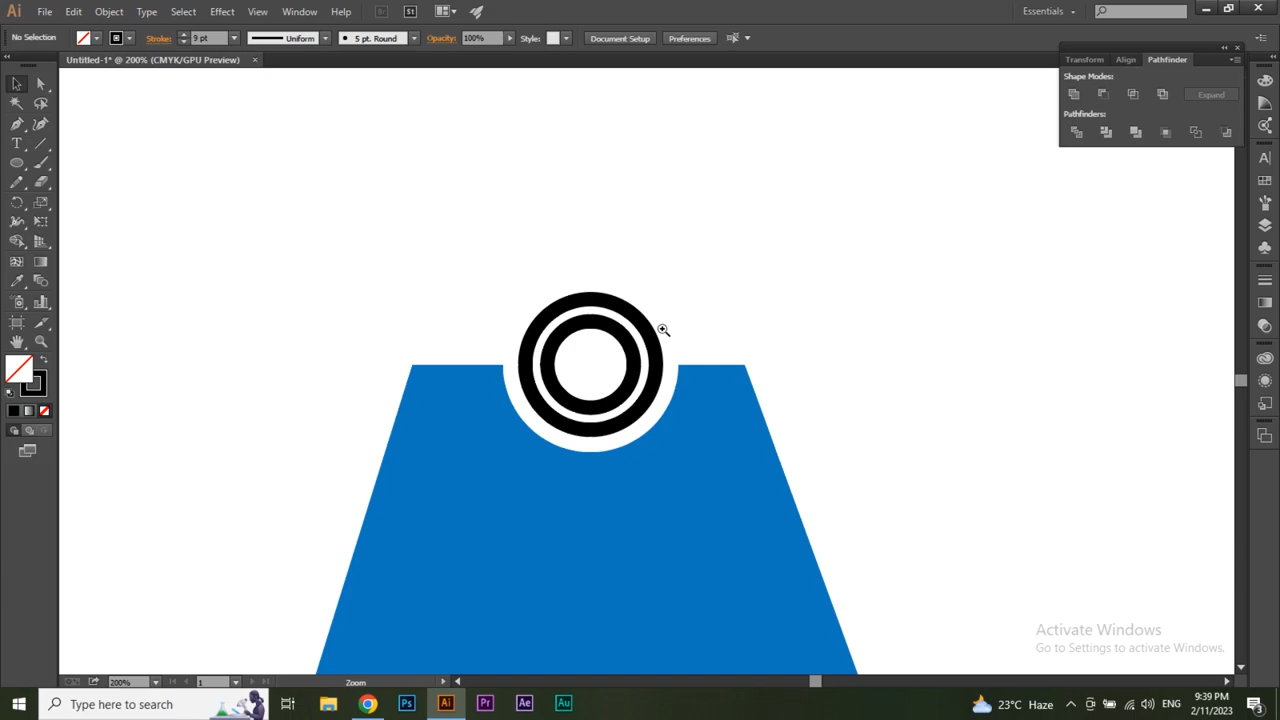 Ai File Edit Object Type Select Effect View Window Help Br St Essentials
No Selection Stroke: 9 pt Uniform 5 pt. Round Opacity: 100% Style: Document Setup Preferences
Untitled-1* @ 200% (CMYK/GPU Preview)
Transform Align Pathfinder
Shape Modes:
Expand
Pathfinders:
Activate Windows
Go to Settings to activate Windows.
200% 1 Zoom
Type here to search Ps Ai Pr Ae Au 23°C Haze ENG 9:39 PM
2/11/2023 3